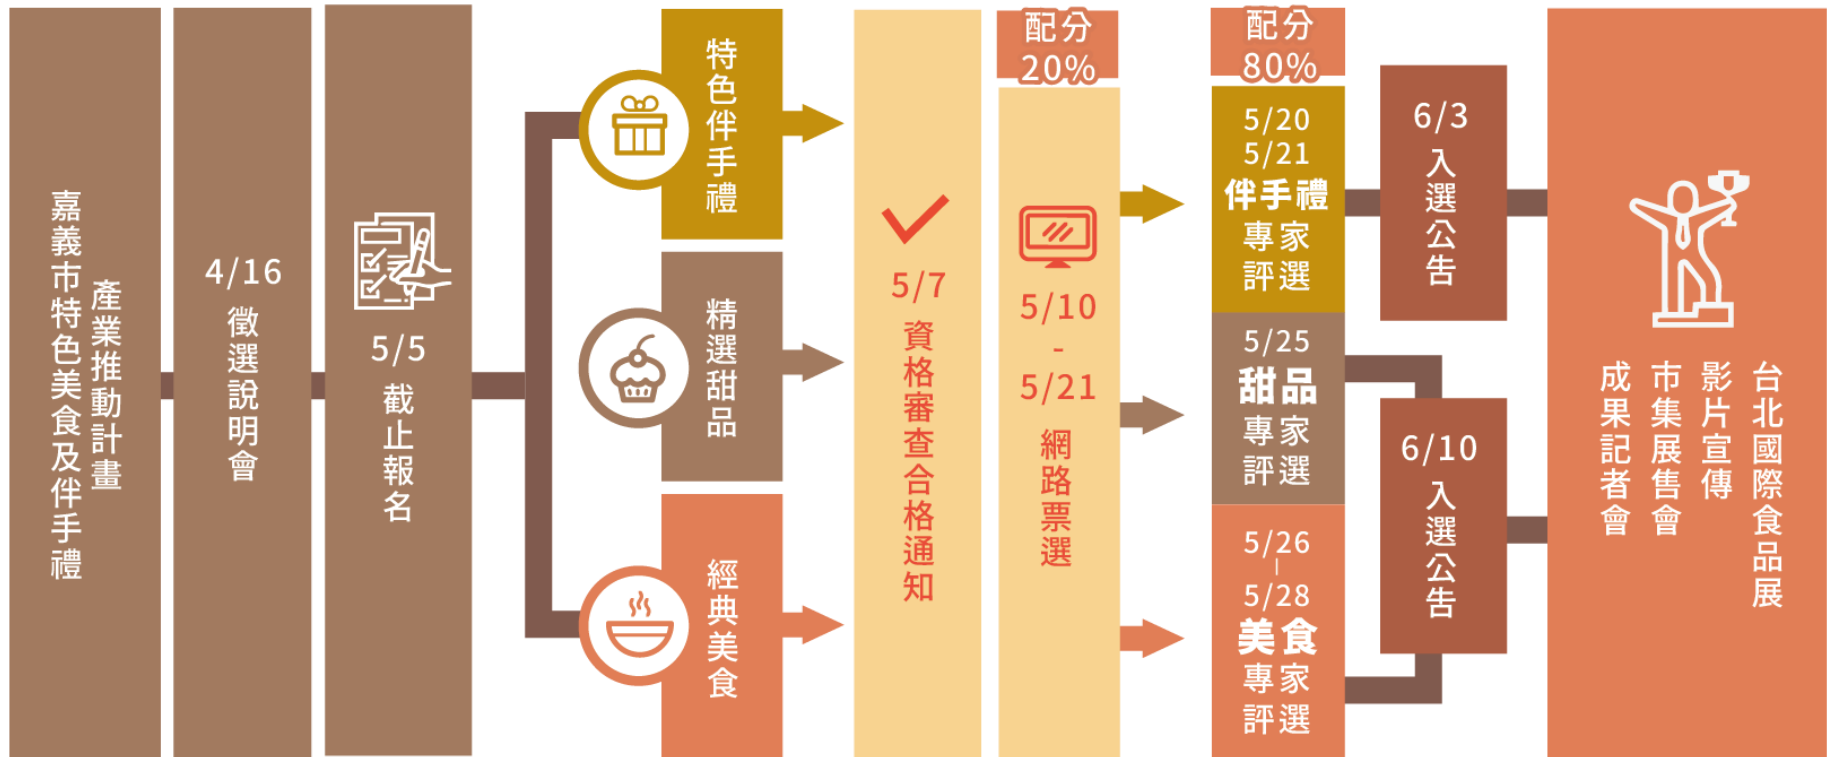 嘉義市特色美食及伴手禮
產業推動計畫
4/16
徵選說明會
5/5
截止報名
特色伴手禮
精選甜品
經典美食
5/7
資格審查合格通知
配分
20%
5/10
-
5/21
網路票選
配分
80%
5/20
5/21
伴手禮
專家
評選
5/25
甜品
專家
評選
5/26
|
5/28
美食
專家
評選
6/3
入選公告
6/10
入選公告
台北國際食品展
影片宣傳
市集展售會
成果記者會